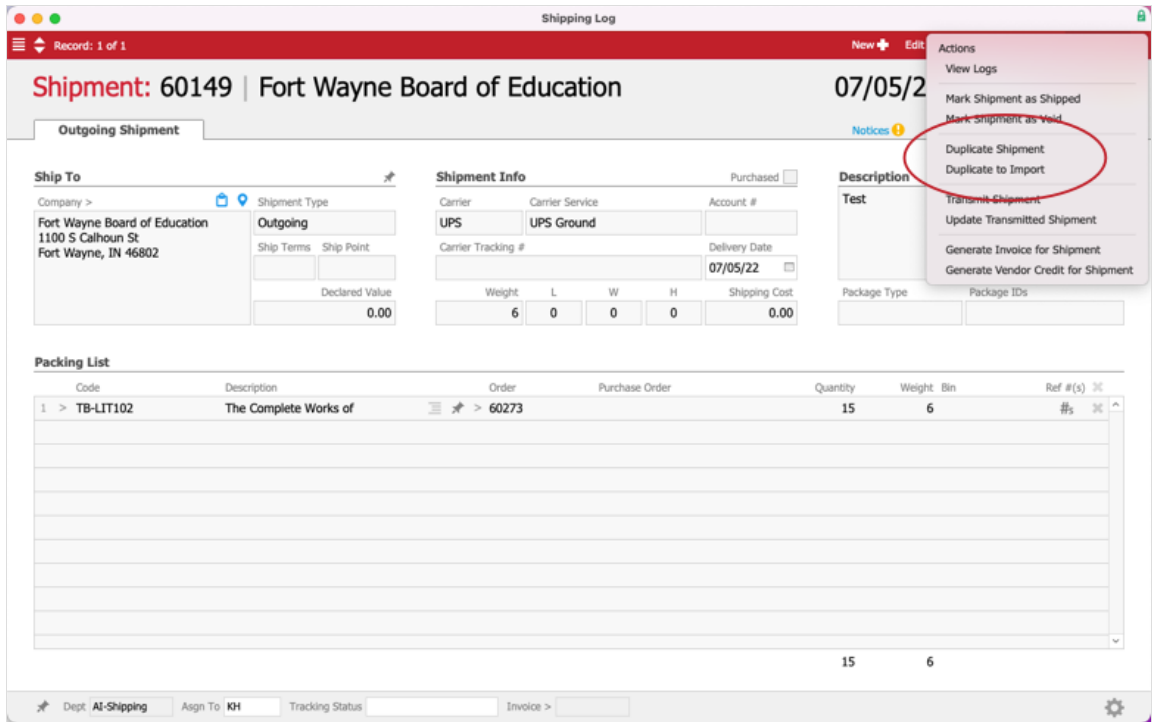 Shipping Log
Record: 1 of 1
New
Edit
Actions
View Logs
Mark Shipment as Shipped
Mark Shipment as Void
Duplicate Shipment
Duplicate to Import
Transmit Shipment
Update Transmitted Shipment
Generate Invoice for Shipment
Generate Vendor Credit for Shipment
Shipment: 60149 | Fort Wayne Board of Education
07/05/2
Outgoing Shipment
Notices
Ship To
Company >
Fort Wayne Board of Education
1100 S Calhoun St
Fort Wayne, IN 46802
Shipment Type
Outgoing
Ship Terms Ship Point
Declared Value
0.00
Shipment Info
Purchased
Carrier Carrier Service Account #
UPS UPS Ground
Carrier Tracking # Delivery Date
07/05/22
Weight L W H Shipping Cost
6 0 0 0 0.00
Description
Test
Package Type Package IDs
Packing List
Code Description Order Purchase Order Quantity Weight Bin Ref #(s)
1 > TB-LIT102 The Complete Works of > 60273 15 6 #s
15 6
Dept AI-Shipping Asgn To KH Tracking Status Invoice >